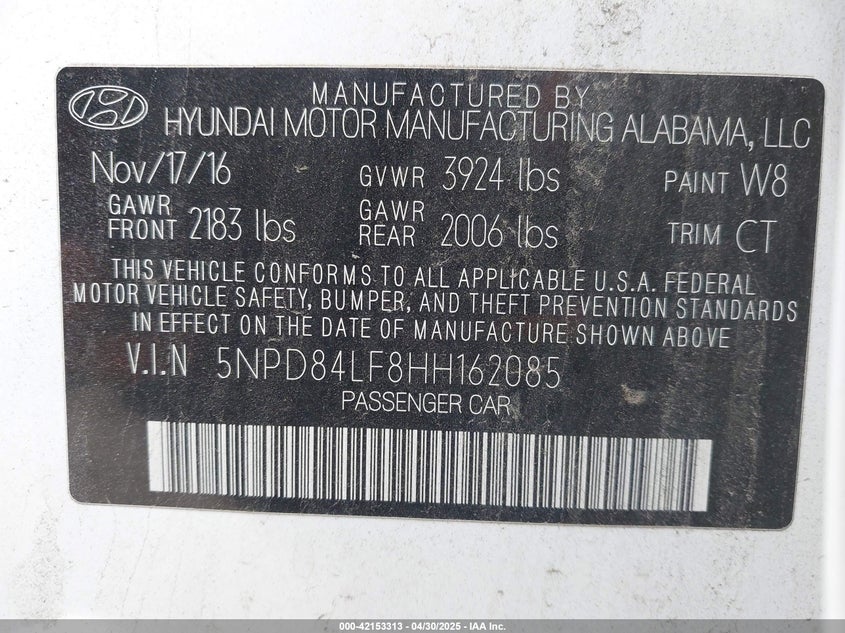 MANUFACTURED BY
HYUNDAI MOTOR MANUFACTURING ALABAMA, LLC
Nov/17/16 GVWR 3924 lbs PAINT W8
GAWR FRONT 2183 lbs GAWR REAR 2006 lbs TRIM CT
THIS VEHICLE CONFORMS TO ALL APPLICABLE U.S.A. FEDERAL
MOTOR VEHICLE SAFETY, BUMPER, AND THEFT PREVENTION STANDARDS
IN EFFECT ON THE DATE OF MANUFACTURE SHOWN ABOVE
V.I.N 5NPD84LF8HH162085
PASSENGER CAR
000-42153313 - 04/30/2025 - IAA Inc.